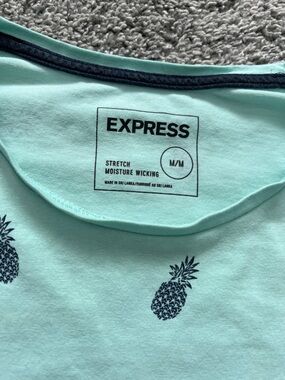 EXPRESS
STRETCH
MOISTURE WICKING
M/M
MADE IN SRI LANKA/FABRIQUÉ AU SRI LANKA